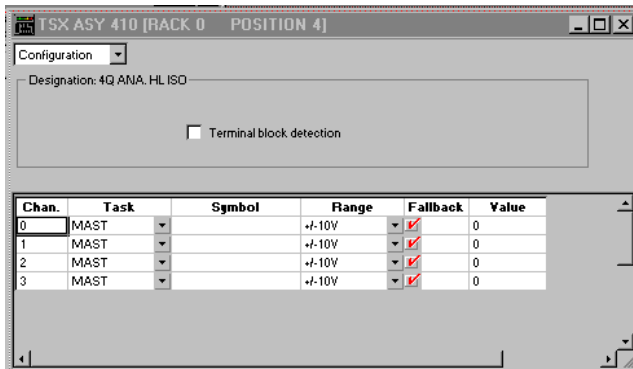 TSX ASY 410 [RACK 0 POSITION 4]
Configuration
Designation: 4Q ANA. HL ISO
Terminal block detection
Chan. Task Symbol Range Fallback Value
0 MAST +/-10V 0
1 MAST +/-10V 0
2 MAST +/-10V 0
3 MAST +/-10V 0